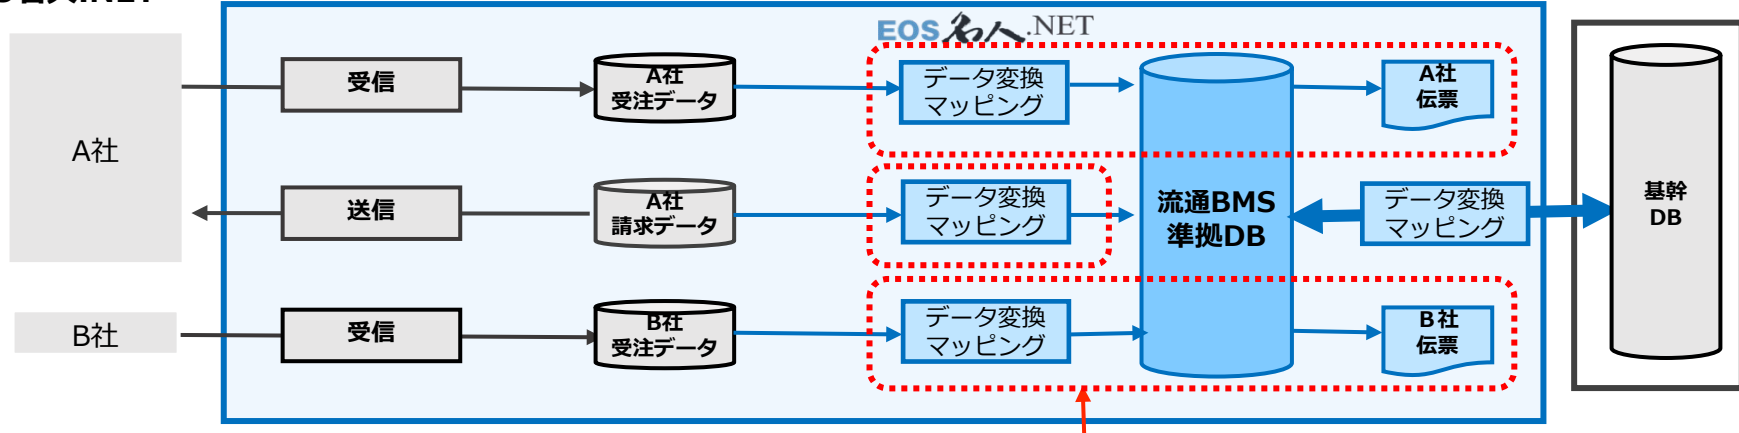 EOS名人.NET
A社
受信
A社
受注データ
データ変換
マッピング
A社
伝票
送信
A社
請求データ
データ変換
マッピング
流通BMS
準拠DB
データ変換
マッピング
基幹
DB
B社
受信
B社
受注データ
データ変換
マッピング
B社
伝票